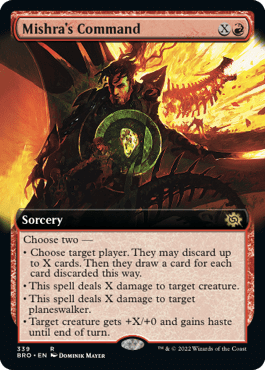 Mishra's Command X R
Sorcery
Choose two —
• Choose target player. They may discard up
to X cards. Then they draw a card for each
card discarded this way.
• This spell deals X damage to target creature.
• This spell deals X damage to target
planeswalker.
• Target creature gets +X/+0 and gains haste
until end of turn.
339 R
BRO • EN Dominik Mayer
™ & © 2022 Wizards of the Coast